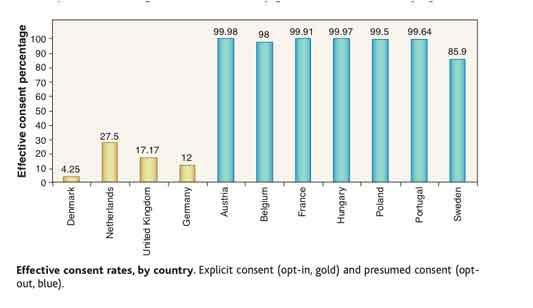 Effective consent percentage
100
90
80
70
60
50
40
30
20
10
0
4.25
27.5
17.17
12
99.98
98
99.91
99.97
99.5
99.64
85.9
Denmark
Netherlands
United Kingdom
Germany
Austria
Belgium
France
Hungary
Poland
Portugal
Sweden
Effective consent rates, by country. Explicit consent (opt-in, gold) and presumed consent (opt-
out, blue).